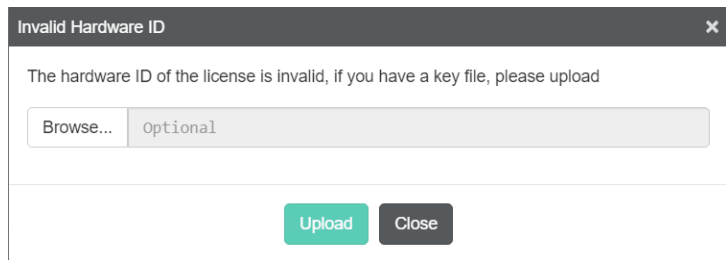 Invalid Hardware ID
The hardware ID of the license is invalid, if you have a key file, please upload
Browse... Optional
Upload Close